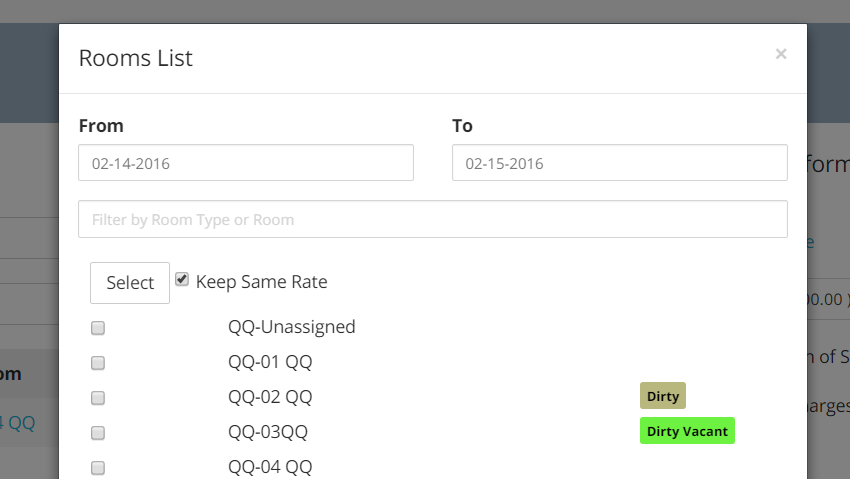 Rooms List ×
From To
02-14-2016 02-15-2016
Filter by Room Type or Room
Select Keep Same Rate
QQ-Unassigned
QQ-01 QQ
QQ-02 QQ Dirty
QQ-03QQ Dirty Vacant
QQ-04 QQ
form
e
00.00 )
n of S
om
arges
4 QQ